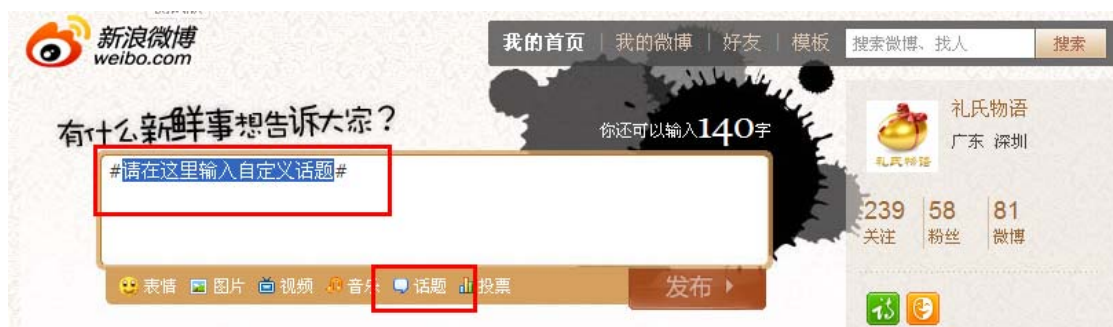 新浪微博
weibo.com
我的首页 | 我的微博 | 好友 | 模板
搜索微博、找人
搜索
有什么新鲜事想告诉大家?
你还可以输入140字
#请在这里输入自定义话题#
表情 图片 视频 音乐 话题 投票
发布
礼氏物语
广东 深圳
礼氏物语
239 58 81
关注 粉丝 微博